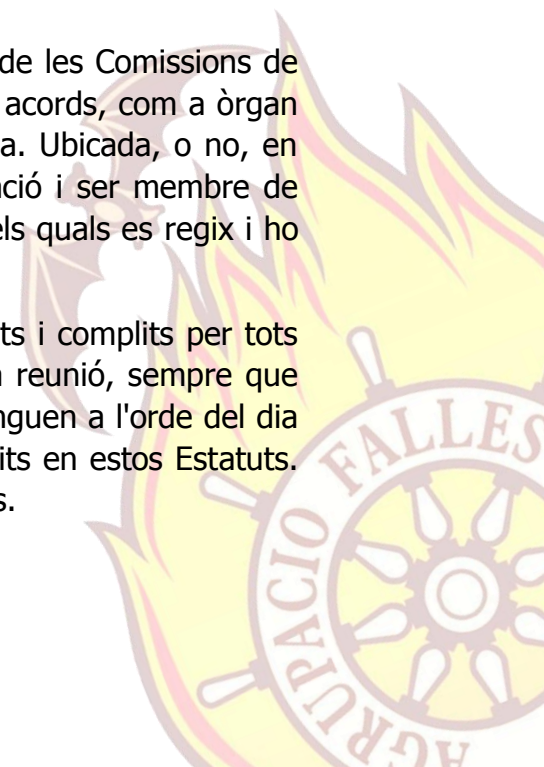 de les Comissions de
acords, com a òrgan
a. Ubicada, o no, en
ció i ser membre de
els quals es regix i ho
ts i complits per tots
reunió, sempre que
nguen a l'orde del dia
its en estos Estatuts.
s.
AGRUPACIO FALLES